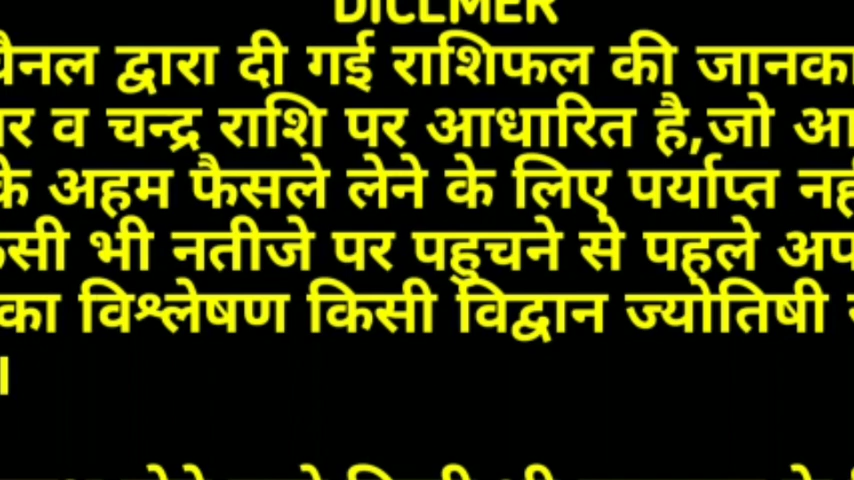 DICLMER
चैनल द्वारा दी गई राशिफल की जानका
र व चन्द्र राशि पर आधारित है,जो आ
के अहम फैसले लेने के लिए पर्याप्त नह
सी भी नतीजे पर पहुचने से पहले अप
का विश्लेषण किसी विद्वान ज्योतिषी
।